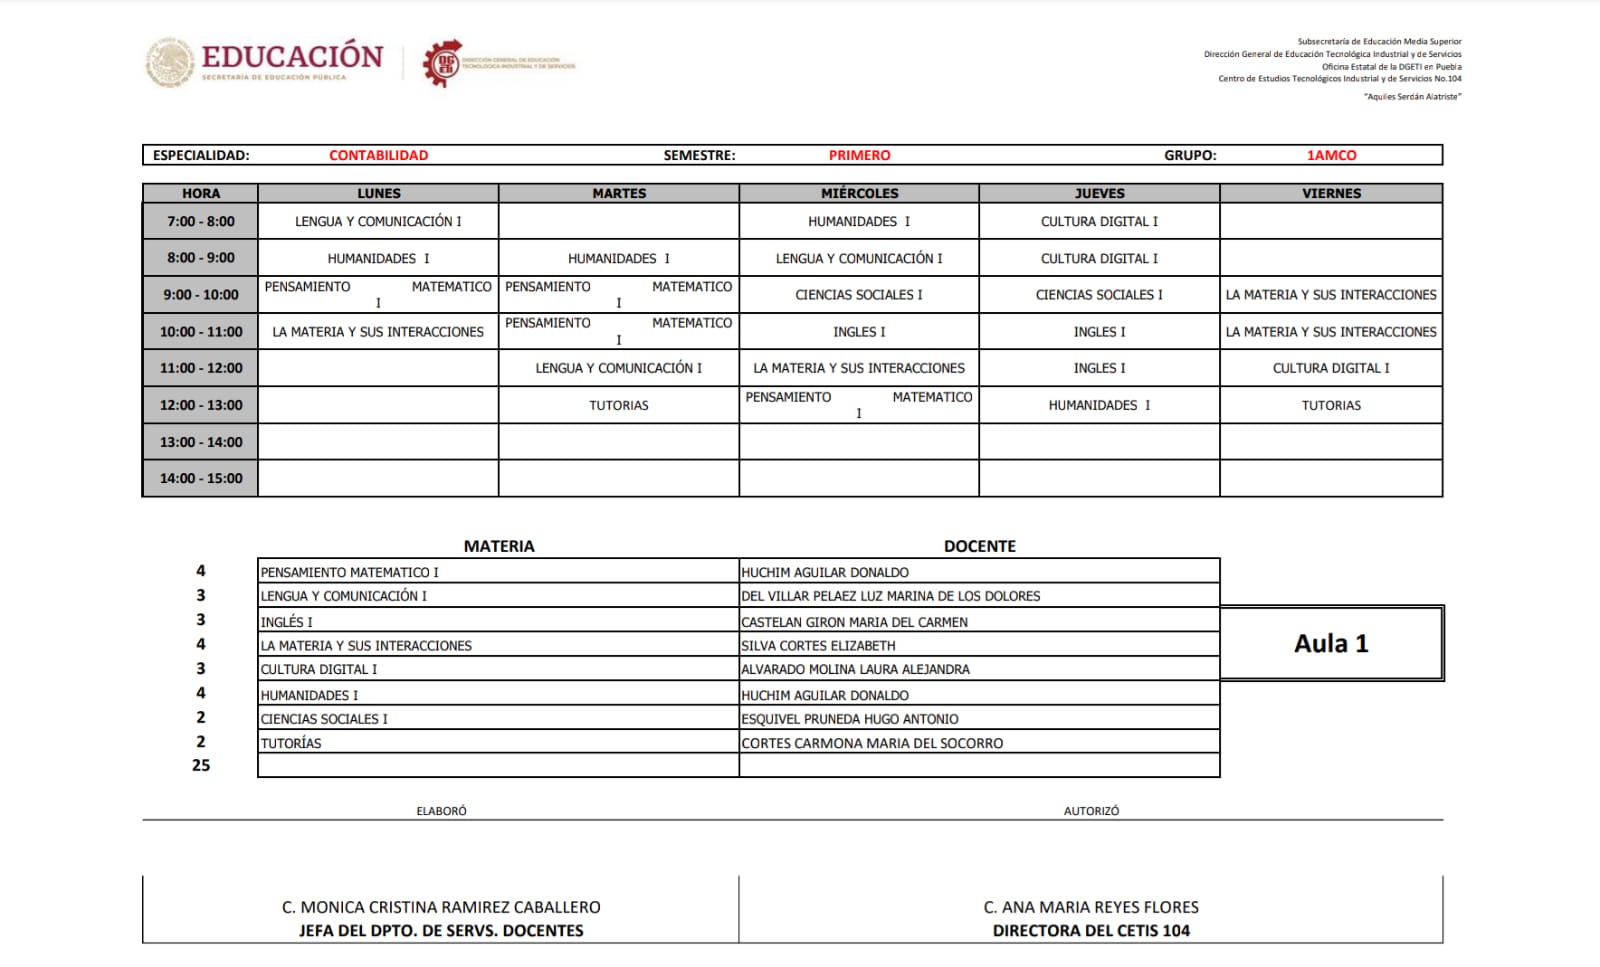 EDUCACIÓN
SECRETARÍA DE EDUCACIÓN PÚBLICA
DGETI
DIRECCIÓN GENERAL DE EDUCACIÓN
TECNOLÓGICA INDUSTRIAL Y DE SERVICIOS
Subsecretaría de Educación Media Superior
Dirección General de Educación Tecnológica Industrial y de Servicios
Oficina Estatal de la DGETI en Puebla
Centro de Estudios Tecnológicos Industrial y de Servicios No.104
"Aquiles Serdán Alatriste"
ESPECIALIDAD: CONTABILIDAD SEMESTRE: PRIMERO GRUPO: 1AMCO
HORA LUNES MARTES MIÉRCOLES JUEVES VIERNES
7:00 - 8:00 LENGUA Y COMUNICACIÓN I HUMANIDADES I CULTURA DIGITAL I
8:00 - 9:00 HUMANIDADES I HUMANIDADES I LENGUA Y COMUNICACIÓN I CULTURA DIGITAL I
9:00 - 10:00 PENSAMIENTO MATEMATICO I PENSAMIENTO MATEMATICO I CIENCIAS SOCIALES I CIENCIAS SOCIALES I LA MATERIA Y SUS INTERACCIONES
10:00 - 11:00 LA MATERIA Y SUS INTERACCIONES PENSAMIENTO MATEMATICO I INGLES I INGLES I LA MATERIA Y SUS INTERACCIONES
11:00 - 12:00 LENGUA Y COMUNICACIÓN I LA MATERIA Y SUS INTERACCIONES INGLES I CULTURA DIGITAL I
12:00 - 13:00 TUTORIAS PENSAMIENTO MATEMATICO I HUMANIDADES I TUTORIAS
13:00 - 14:00
14:00 - 15:00
MATERIA DOCENTE
4 PENSAMIENTO MATEMATICO I HUCHIM AGUILAR DONALDO
3 LENGUA Y COMUNICACIÓN I DEL VILLAR PELAEZ LUZ MARINA DE LOS DOLORES
3 INGLÉS I CASTELAN GIRON MARIA DEL CARMEN
4 LA MATERIA Y SUS INTERACCIONES SILVA CORTES ELIZABETH
Aula 1
3 CULTURA DIGITAL I ALVARADO MOLINA LAURA ALEJANDRA
4 HUMANIDADES I HUCHIM AGUILAR DONALDO
2 CIENCIAS SOCIALES I ESQUIVEL PRUNEDA HUGO ANTONIO
2 TUTORÍAS CORTES CARMONA MARIA DEL SOCORRO
25
ELABORÓ AUTORIZÓ
C. MONICA CRISTINA RAMIREZ CABALLERO C. ANA MARIA REYES FLORES
JEFA DEL DPTO. DE SERVS. DOCENTES DIRECTORA DEL CETIS 104